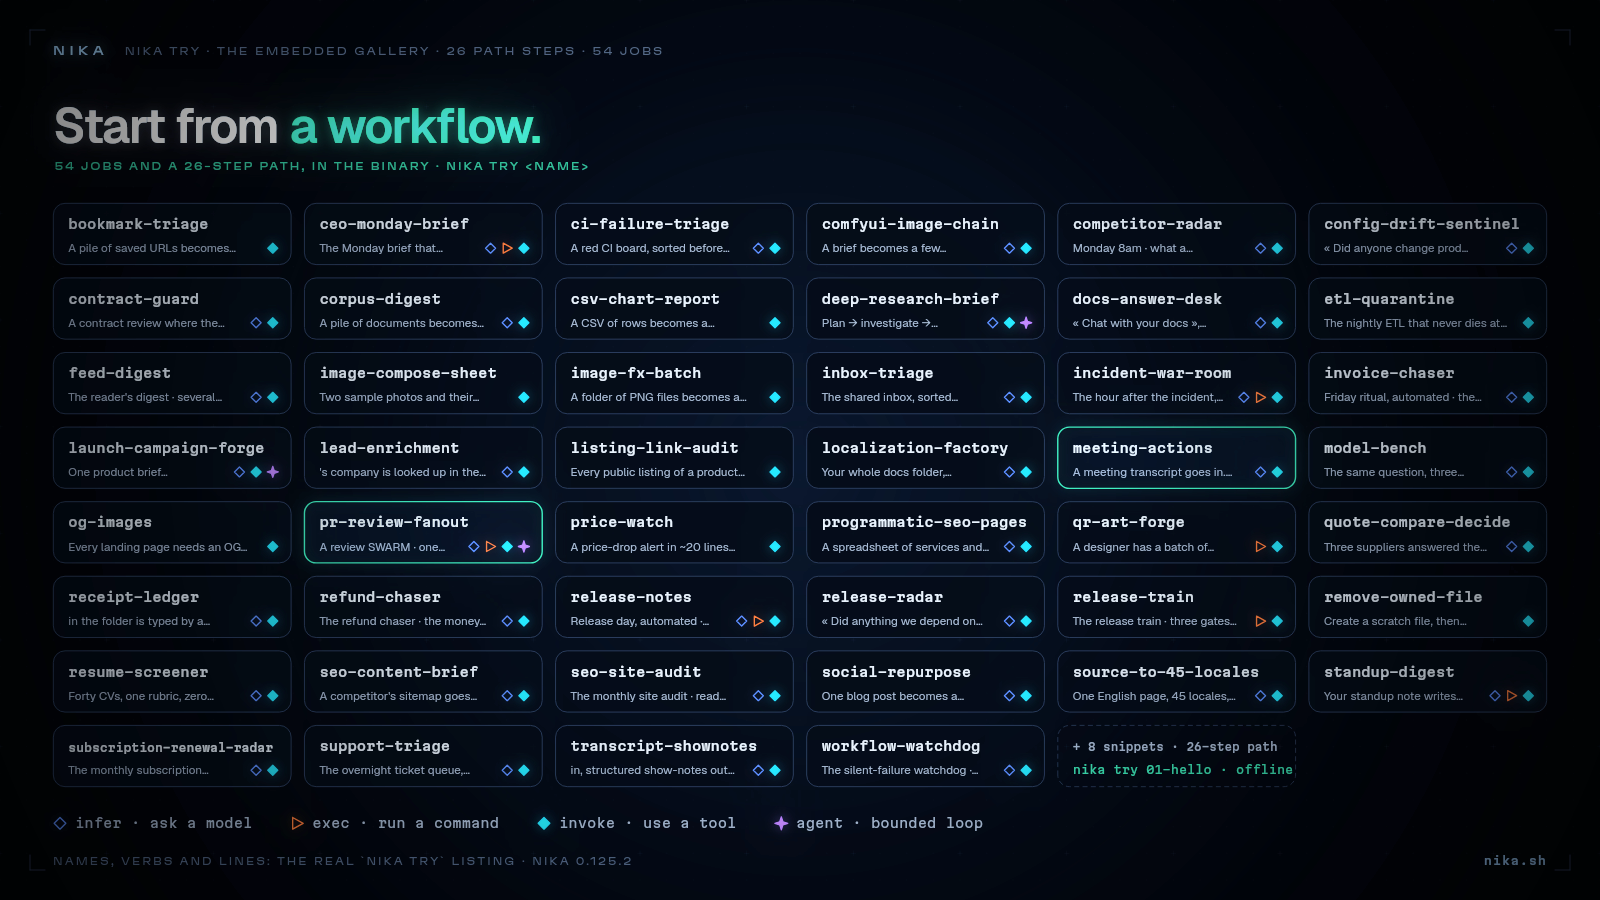 NIKA NIKA TRY · THE EMBEDDED GALLERY · 26 PATH STEPS · 54 JOBS
Start from a workflow.
54 JOBS AND A 26-STEP PATH, IN THE BINARY · NIKA TRY <NAME>
bookmark-triage
A pile of saved URLs becomes…
ceo-monday-brief
The Monday brief that…
ci-failure-triage
A red CI board, sorted before…
comfyui-image-chain
A brief becomes a few…
competitor-radar
Monday 8am · what a…
config-drift-sentinel
« Did anyone change prod…
contract-guard
A contract review where the…
corpus-digest
A pile of documents becomes…
csv-chart-report
A CSV of rows becomes a…
deep-research-brief
Plan → investigate →…
docs-answer-desk
« Chat with your docs »,…
etl-quarantine
The nightly ETL that never dies at…
feed-digest
The reader's digest · several…
image-compose-sheet
Two sample photos and their…
image-fx-batch
A folder of PNG files becomes a…
inbox-triage
The shared inbox, sorted…
incident-war-room
The hour after the incident,…
invoice-chaser
Friday ritual, automated · the…
launch-campaign-forge
One product brief…
lead-enrichment
's company is looked up in the…
listing-link-audit
Every public listing of a product…
localization-factory
Your whole docs folder,…
meeting-actions
A meeting transcript goes in.…
model-bench
The same question, three…
og-images
Every landing page needs an OG…
pr-review-fanout
A review SWARM · one…
price-watch
A price-drop alert in ~20 lines…
programmatic-seo-pages
A spreadsheet of services and…
qr-art-forge
A designer has a batch of…
quote-compare-decide
Three suppliers answered the…
receipt-ledger
in the folder is typed by a…
refund-chaser
The refund chaser · the money…
release-notes
Release day, automated ·…
release-radar
« Did anything we depend on…
release-train
The release train · three gates…
remove-owned-file
Create a scratch file, then…
resume-screener
Forty CVs, one rubric, zero…
seo-content-brief
A competitor's sitemap goes…
seo-site-audit
The monthly site audit · read…
social-repurpose
One blog post becomes a…
source-to-45-locales
One English page, 45 locales,…
standup-digest
Your standup note writes…
subscription-renewal-radar
The monthly subscription…
support-triage
The overnight ticket queue,…
transcript-shownotes
in, structured show-notes out…
workflow-watchdog
The silent-failure watchdog ·…
+ 8 snippets · 26-step path
nika try 01-hello · offline
infer · ask a model exec · run a command invoke · use a tool agent · bounded loop
NAMES, VERBS AND LINES: THE REAL `NIKA TRY` LISTING · NIKA 0.125.2
nika.sh